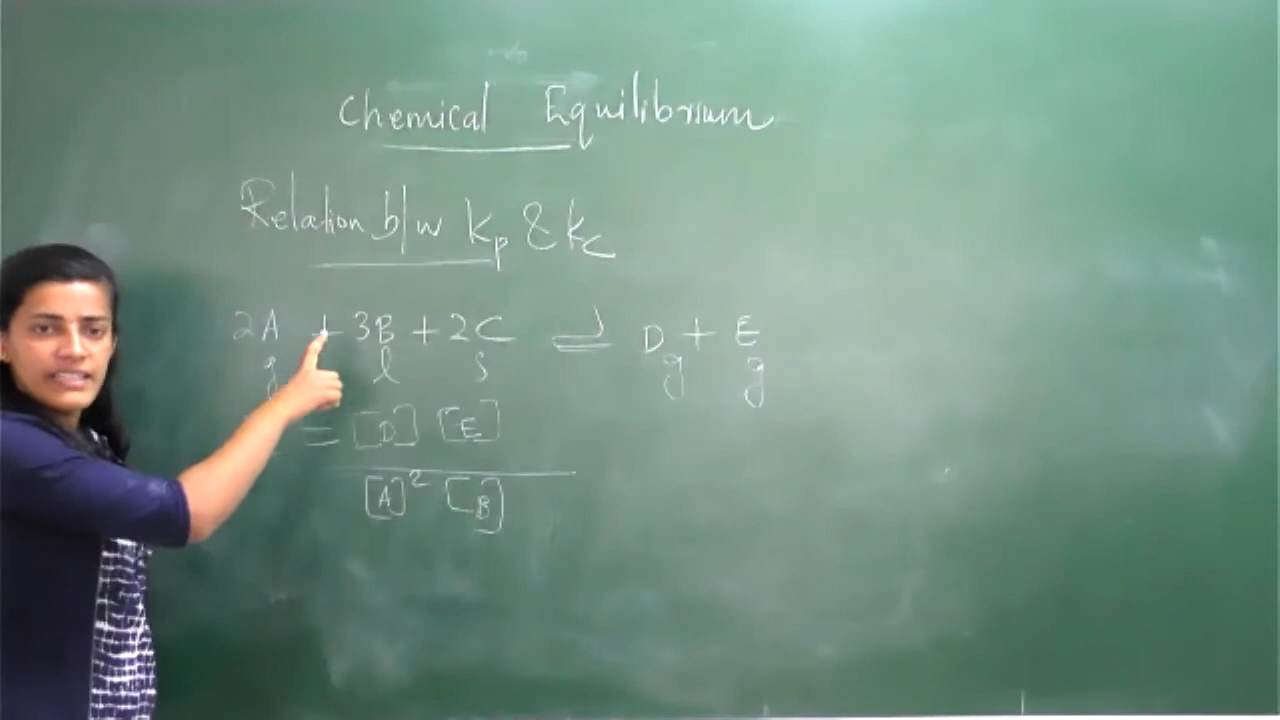 Chemical Equilibrium
Relation b/w Kp & Kc
2A + 3B + 2C ⇌ D + E
g l s g g
= [D] [E]
[A]² [B]